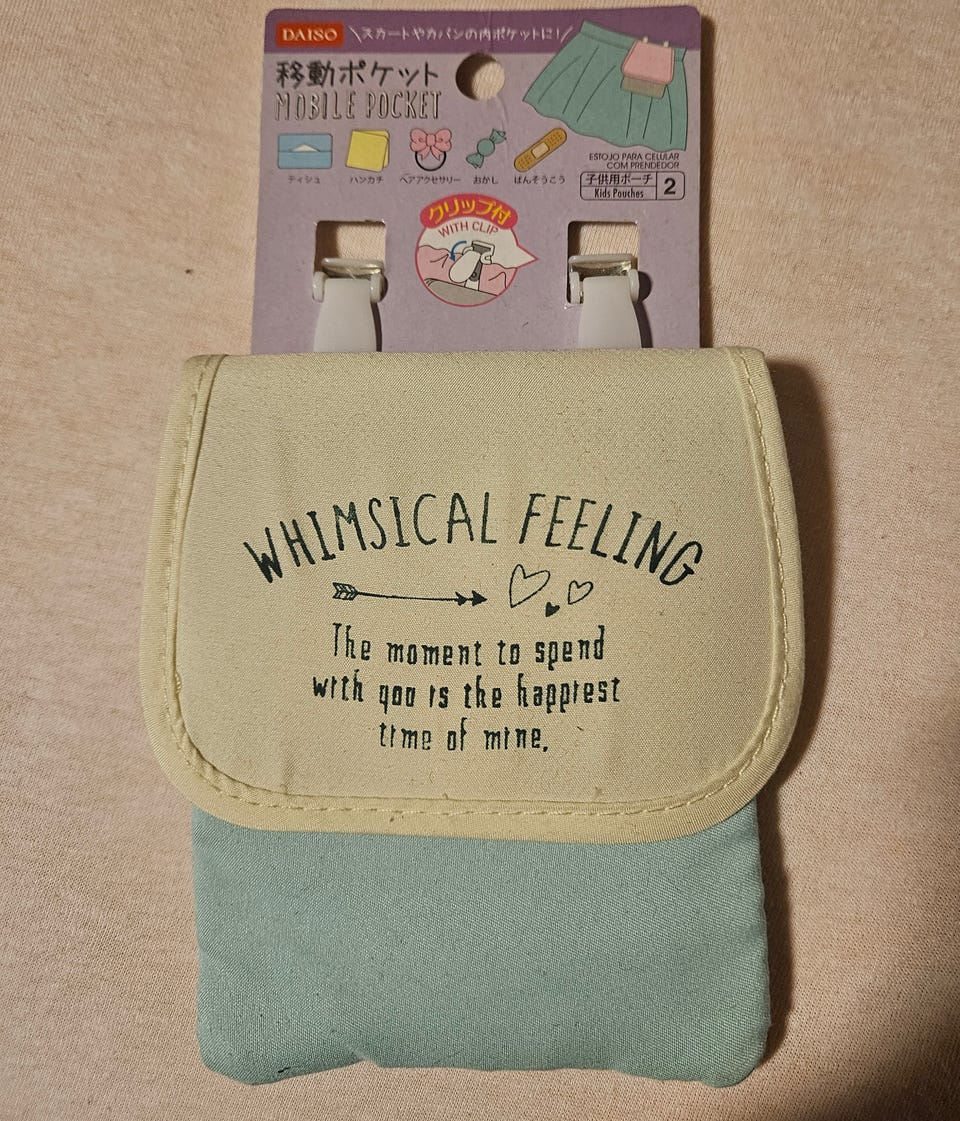 DAISO
スカートやカバンの内ポケットに!
移動ポケット
MOBILE POCKET
ティシュ ハンカチ ヘアアクセサリー おかし ばんそうこう
ESTOJO PARA CELULAR
COM PRENDEDOR
子供用ポーチ
Kids Pouches
2
クリップ付
WITH CLIP
WHIMSICAL FEELING
The moment to spend
with you is the happiest
time of mine.